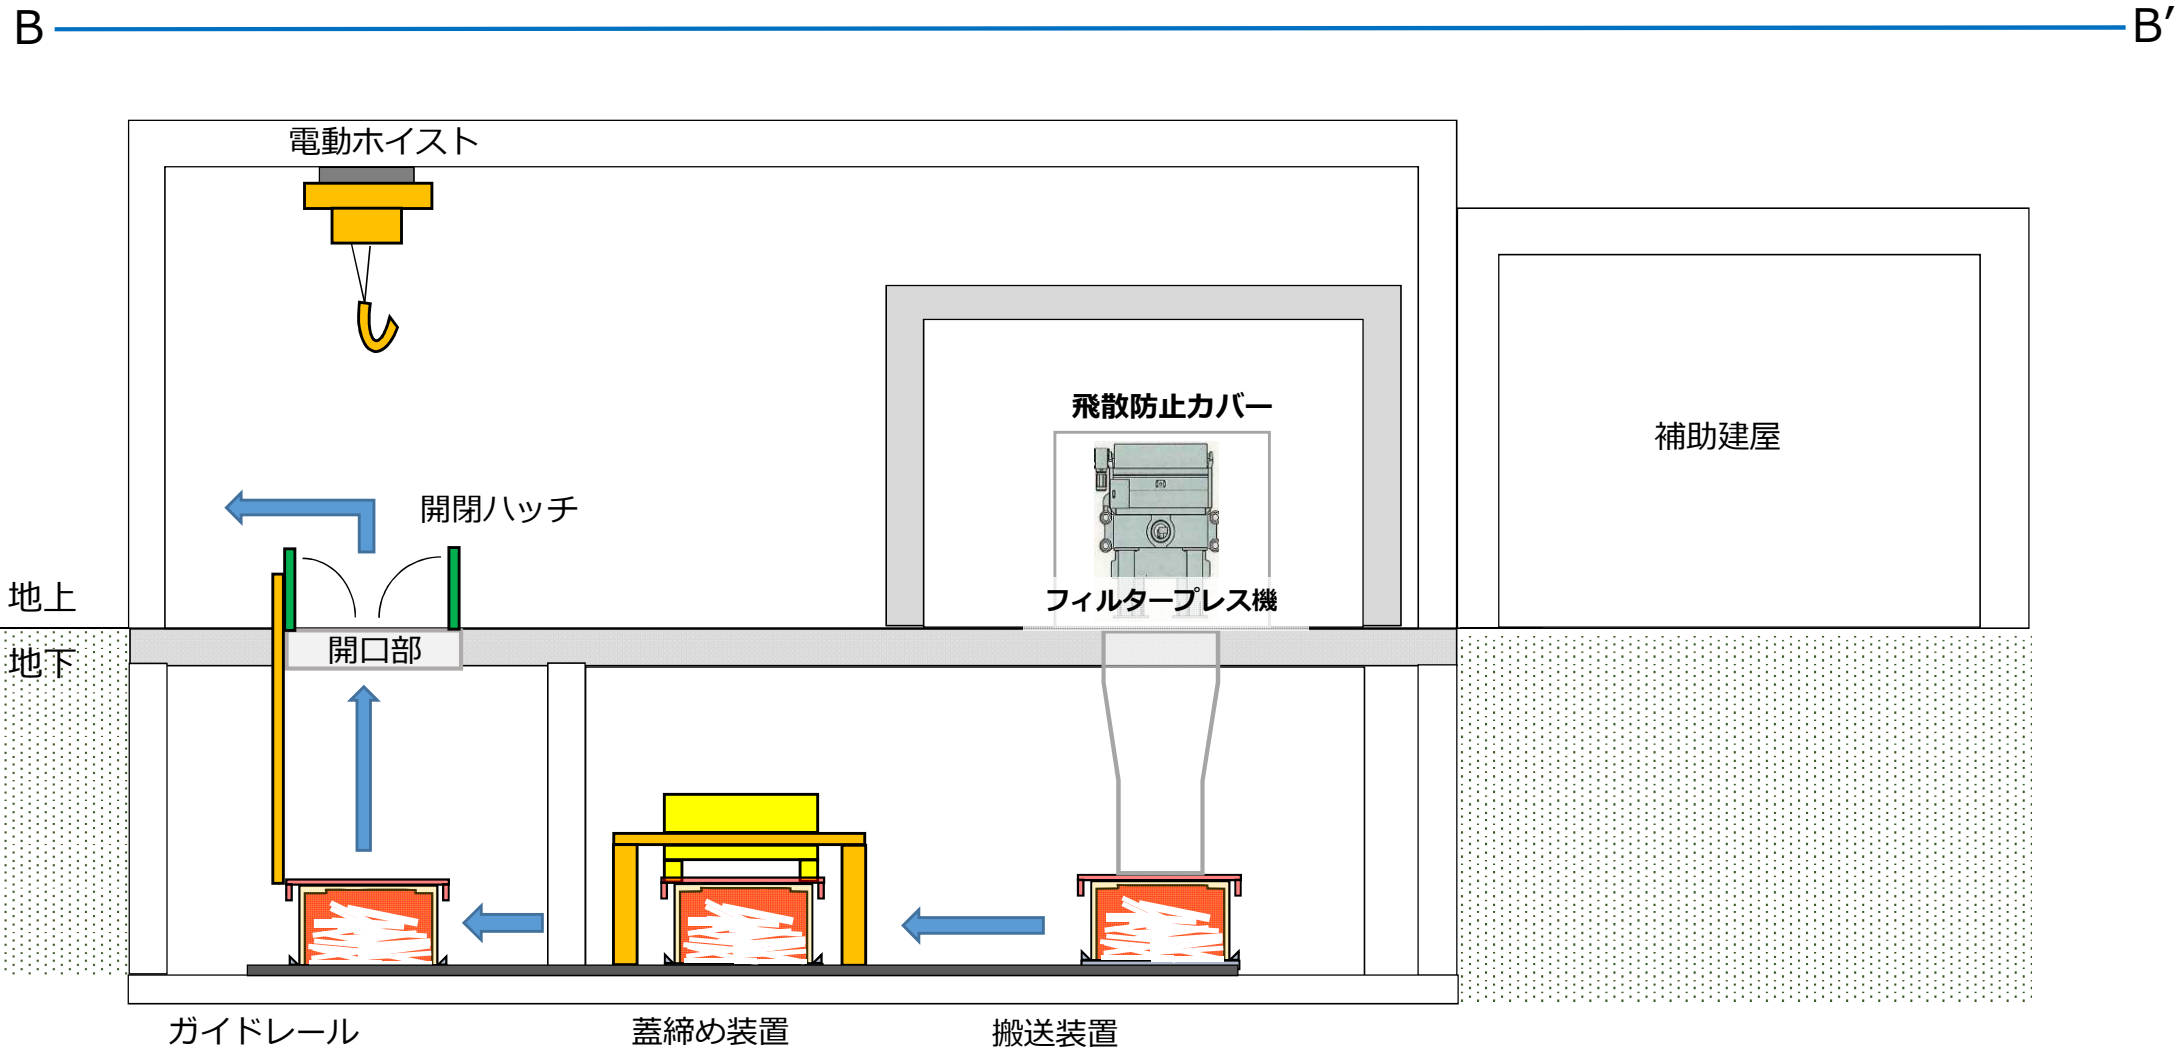 B
B′
電動ホイスト
飛散防止カバー
補助建屋
開閉ハッチ
地上
フィルタープレス機
地下
開口部
ガイドレール
蓋締め装置
搬送装置